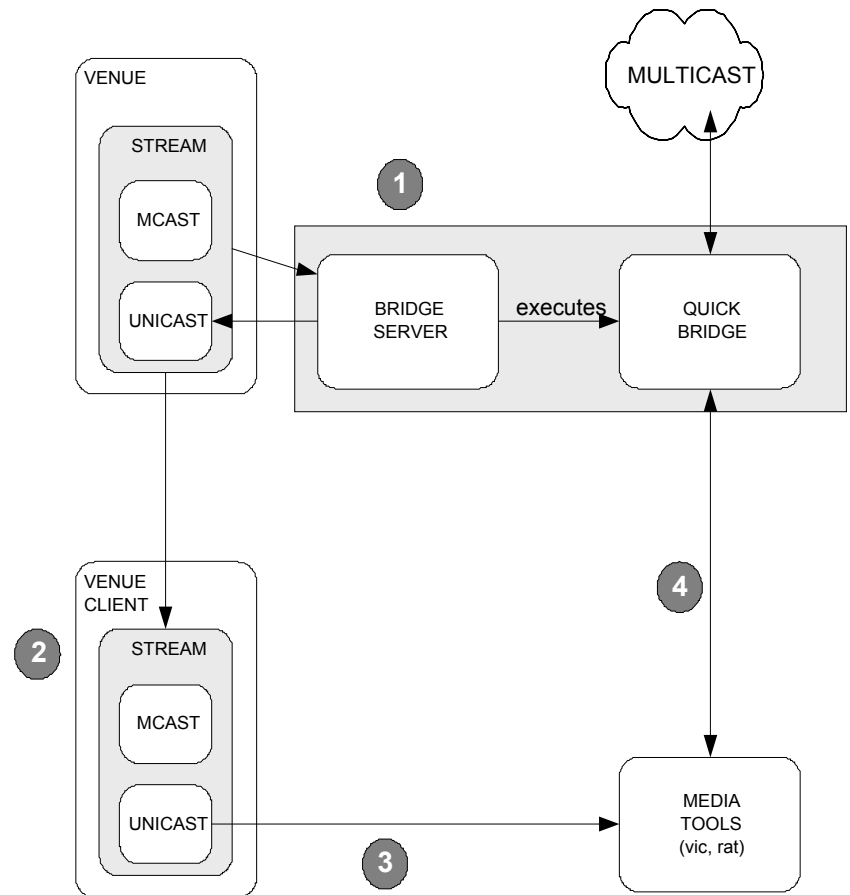 VENUE
STREAM
MCAST
UNICAST
1
MULTICAST
BRIDGE
SERVER
executes
QUICK
BRIDGE
2
VENUE
CLIENT
STREAM
MCAST
UNICAST
3
4
MEDIA
TOOLS
(vic, rat)